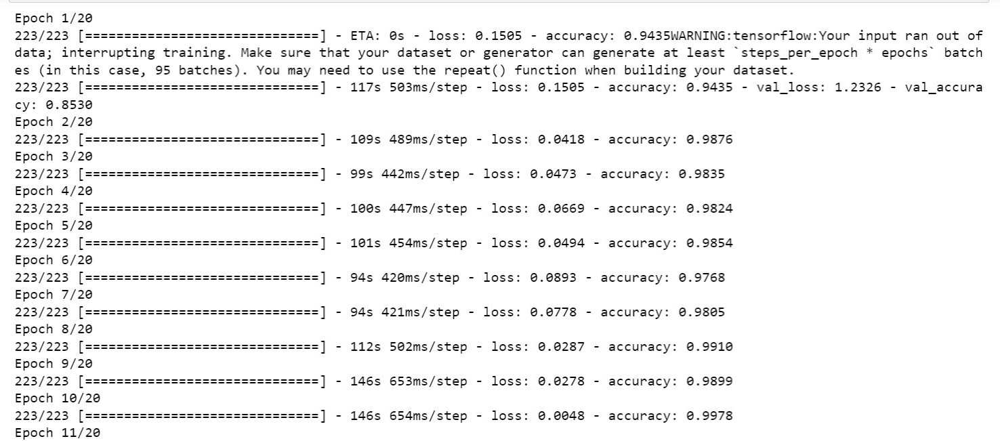 Epoch 1/20
223/223 [==============================] - ETA: 0s - loss: 0.1505 - accuracy: 0.9435WARNING:tensorflow:Your input ran out of
data; interrupting training. Make sure that your dataset or generator can generate at least `steps_per_epoch * epochs` batch
es (in this case, 95 batches). You may need to use the repeat() function when building your dataset.
223/223 [==============================] - 117s 503ms/step - loss: 0.1505 - accuracy: 0.9435 - val_loss: 1.2326 - val_accura
cy: 0.8530
Epoch 2/20
223/223 [==============================] - 109s 489ms/step - loss: 0.0418 - accuracy: 0.9876
Epoch 3/20
223/223 [==============================] - 99s 442ms/step - loss: 0.0473 - accuracy: 0.9835
Epoch 4/20
223/223 [==============================] - 100s 447ms/step - loss: 0.0669 - accuracy: 0.9824
Epoch 5/20
223/223 [==============================] - 101s 454ms/step - loss: 0.0494 - accuracy: 0.9854
Epoch 6/20
223/223 [==============================] - 94s 420ms/step - loss: 0.0893 - accuracy: 0.9768
Epoch 7/20
223/223 [==============================] - 94s 421ms/step - loss: 0.0778 - accuracy: 0.9805
Epoch 8/20
223/223 [==============================] - 112s 502ms/step - loss: 0.0287 - accuracy: 0.9910
Epoch 9/20
223/223 [==============================] - 146s 653ms/step - loss: 0.0278 - accuracy: 0.9899
Epoch 10/20
223/223 [==============================] - 146s 654ms/step - loss: 0.0048 - accuracy: 0.9978
Epoch 11/20